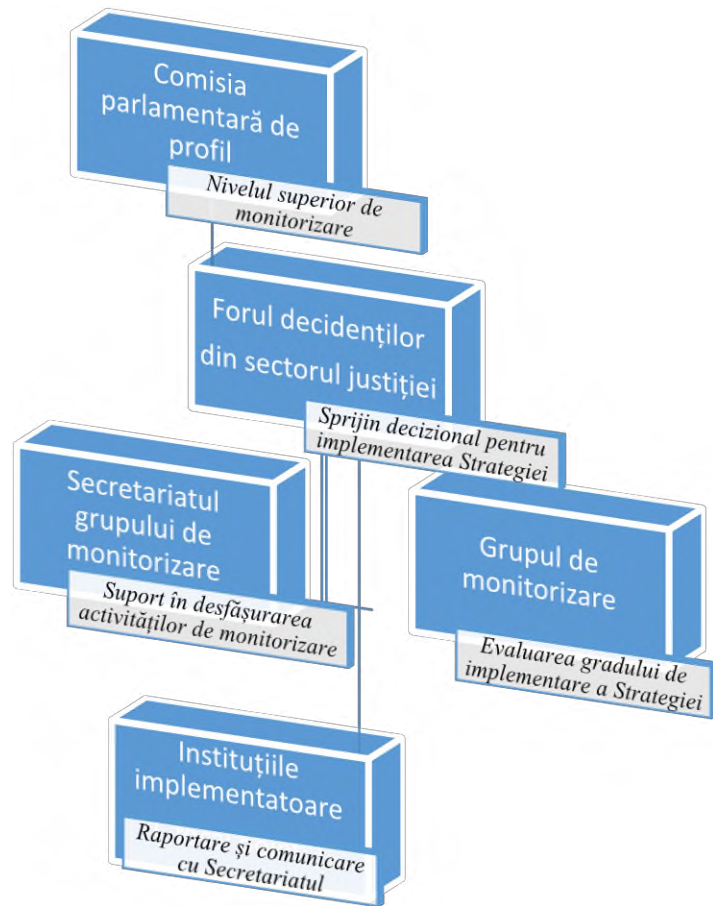 Comisia
parlamentară de
profil
Nivelul superior de
monitorizare
Forul decidenților
din sectorul justiției
Sprijin decizional pentru
implementarea Strategiei
Secretariatul
grupului de
monitorizare
Suport în desfășurarea
activităților de monitorizare
Grupul de
monitorizare
Evaluarea gradului de
implementare a Strategiei
Instituțiile
implementatoare
Raportare și comunicare
cu Secretariatul